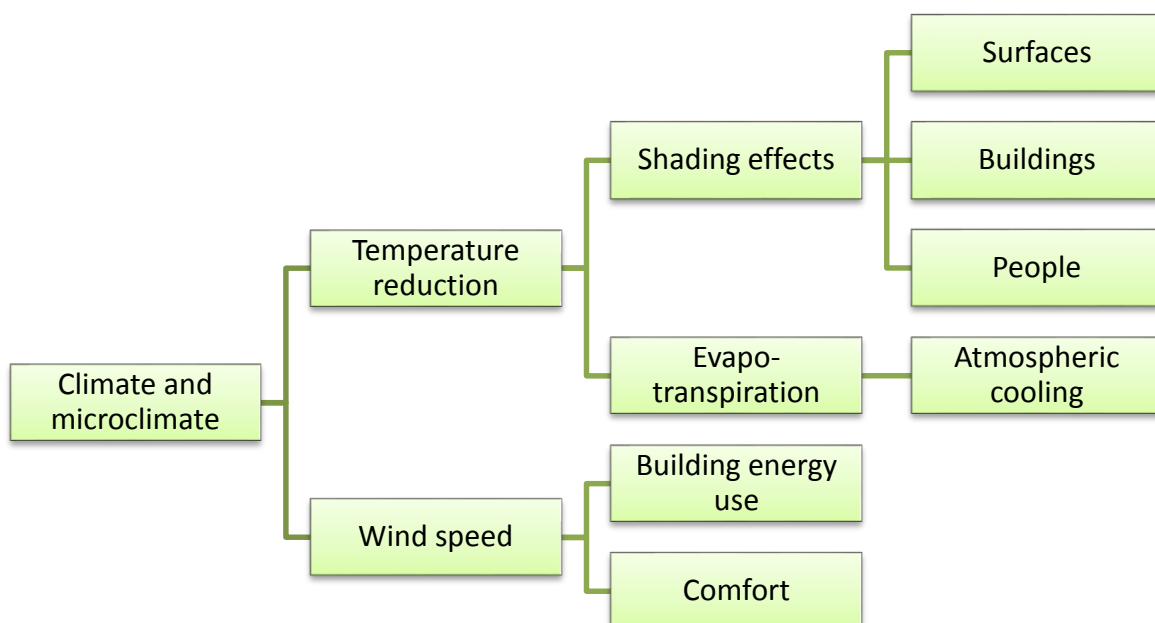 Surfaces
Shading effects
Buildings
Temperature
reduction
People
Climate and
microclimate
Evapo-
transpiration
Atmospheric
cooling
Wind speed
Building energy
use
Comfort